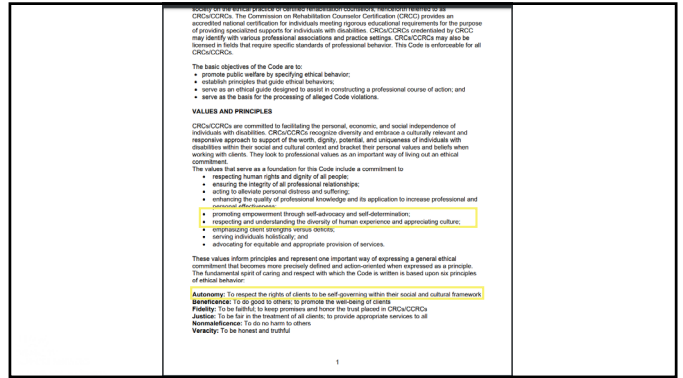 society on the ethical practice of certified rehabilitation counselors, henceforth referred to as
CRCs/CCRCs. The Commission on Rehabilitation Counselor Certification (CRCC) provides an
accredited national certification for individuals meeting rigorous educational requirements for the purpose
of providing specialized supports for individuals with disabilities. CRCs/CCRCs credentialed by CRCC
may identify with various professional associations and practice settings. CRCs/CCRCs may also be
licensed in fields that require specific standards of professional behavior. This Code is enforceable for all
CRCs/CCRCs.
The basic objectives of the Code are to:
• promote public welfare by specifying ethical behavior;
• establish principles that guide ethical behaviors;
• serve as an ethical guide designed to assist in constructing a professional course of action; and
• serve as the basis for the processing of alleged Code violations.
VALUES AND PRINCIPLES
CRCs/CCRCs are committed to facilitating the personal, economic, and social independence of
individuals with disabilities. CRCs/CCRCs recognize diversity and embrace a culturally relevant and
responsive approach to support of the worth, dignity, potential, and uniqueness of individuals with
disabilities within their social and cultural context and bracket their personal values and beliefs when
working with clients. They look to professional values as an important way of living out an ethical
commitment.
The values that serve as a foundation for this Code include a commitment to
• respecting human rights and dignity of all people;
• ensuring the integrity of all professional relationships;
• acting to alleviate personal distress and suffering;
• enhancing the quality of professional knowledge and its application to increase professional and
personal effectiveness;
• promoting empowerment through self-advocacy and self-determination;
• respecting and understanding the diversity of human experience and appreciating culture;
• emphasizing client strengths versus deficits;
• serving individuals holistically; and
• advocating for equitable and appropriate provision of services.
These values inform principles and represent one important way of expressing a general ethical
commitment that becomes more precisely defined and action-oriented when expressed as a principle.
The fundamental spirit of caring and respect with which the Code is written is based upon six principles
of ethical behavior:
Autonomy: To respect the rights of clients to be self-governing within their social and cultural framework
Beneficence: To do good to others; to promote the well-being of clients
Fidelity: To be faithful; to keep promises and honor the trust placed in CRCs/CCRCs
Justice: To be fair in the treatment of all clients; to provide appropriate services to all
Nonmaleficence: To do no harm to others
Veracity: To be honest and truthful
1